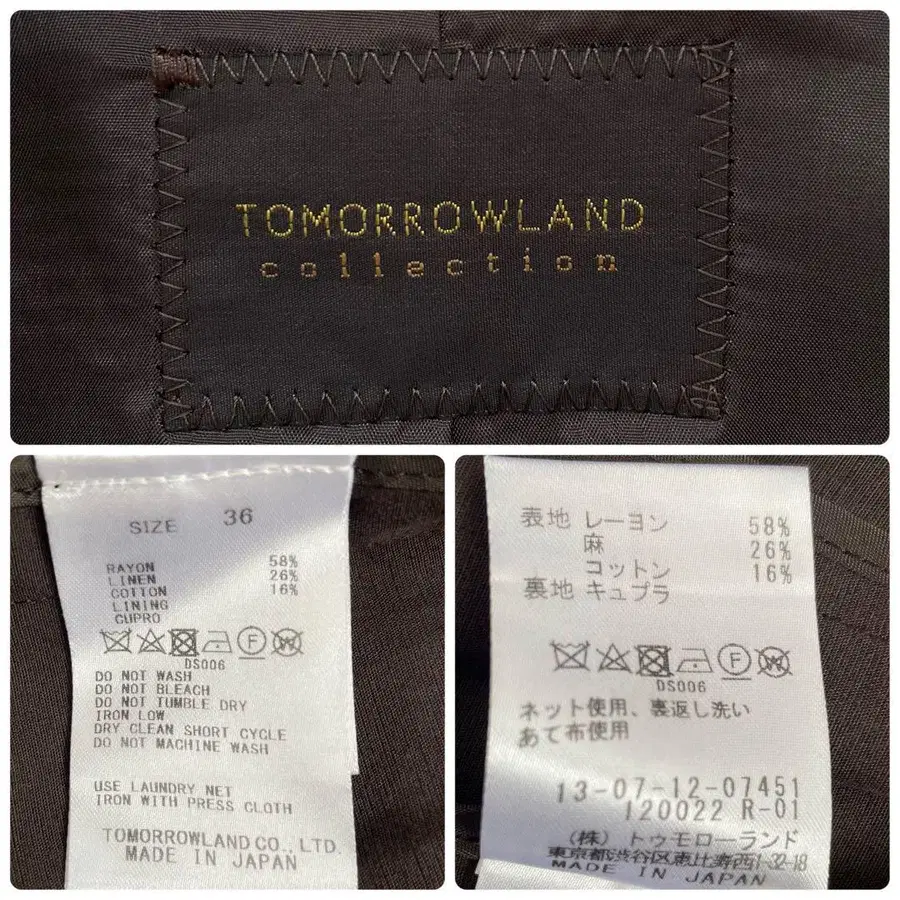 TOMORROWLAND
collection
SIZE 36
RAYON 58%
LINEN 26%
COTTON 16%
LINING
CUPRO
DS006
DO NOT WASH
DO NOT BLEACH
DO NOT TUMBLE DRY
IRON LOW
DRY CLEAN SHORT CYCLE
DO NOT MACHINE WASH
USE LAUNDRY NET
IRON WITH PRESS CLOTH
TOMORROWLAND CO., LTD.
MADE IN JAPAN
表地 レーヨン 58%
麻 26%
コットン 16%
裏地 キュプラ
F
DS006
ネット使用、裏返し洗い
あて布使用
13-07-12-07451
120022 R-01
(株) トゥモローランド
東京都渋谷区恵比寿西1-32-18
MADE IN JAPAN